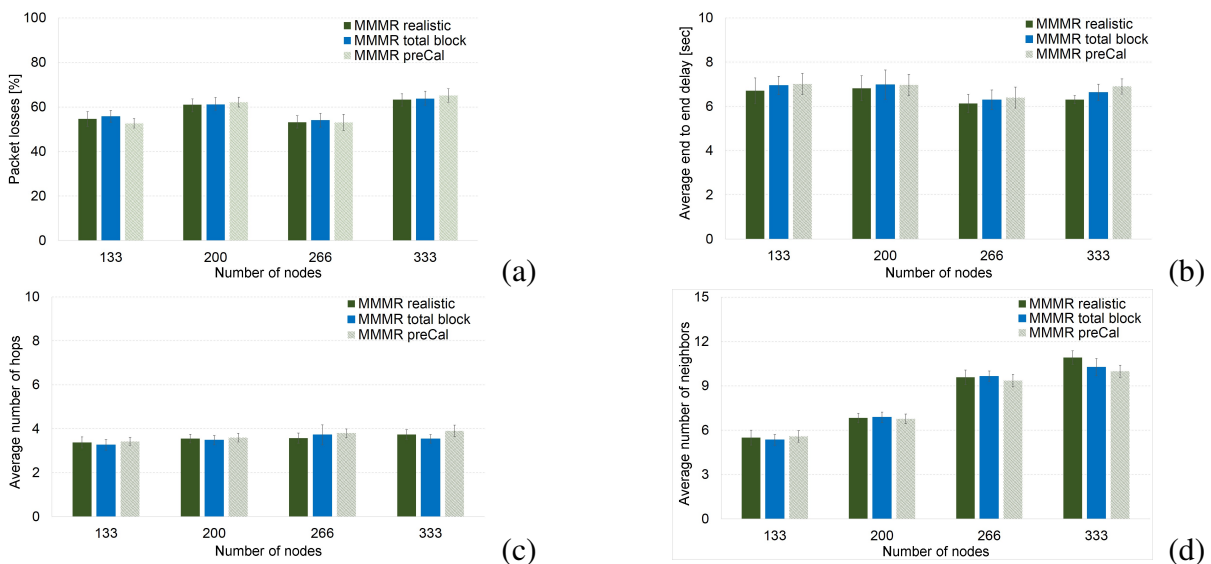 MMMR realistic
MMMR total block
MMMR preCal
Packet losses [%]
100
80
60
40
20
0
133 200 266 333
Number of nodes
(a)
MMMR realistic
MMMR total block
MMMR preCal
Average end to end delay [sec]
10
8
6
4
2
0
133 200 266 333
Number of nodes
(b)
MMMR realistic
MMMR total block
MMMR preCal
Average number of hops
10
8
6
4
2
0
133 200 266 333
Number of nodes
(c)
MMMR realistic
MMMR total block
MMMR preCal
Average number of neighbors
15
12
9
6
3
0
133 200 266 333
Number of nodes
(d)